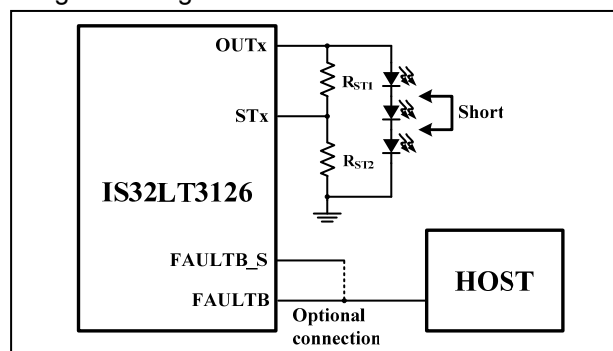 OUTx
RST1
STx
Short
RST2
IS32LT3126
FAULTB_S
HOST
FAULTB
Optional
connection